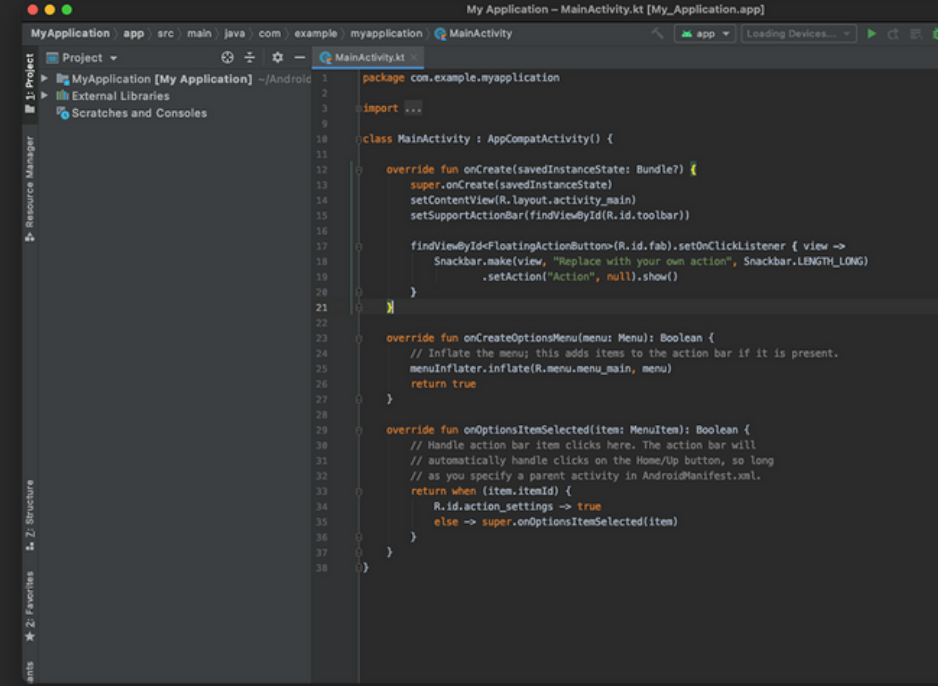 My Application – MainActivity.kt [My_Application.app]
MyApplication app src main java com example myapplication MainActivity app Loading Devices...
1: Project
Project
MainActivity.kt
MyApplication [My Application] ~/Android
External Libraries
Scratches and Consoles
Resource Manager
Z: Structure
2: Favorites
1 package com.example.myapplication
2
3 import ...
9
10 class MainActivity : AppCompatActivity() {
11
12 override fun onCreate(savedInstanceState: Bundle?) {
13 super.onCreate(savedInstanceState)
14 setContentView(R.layout.activity_main)
15 setSupportActionBar(findViewById(R.id.toolbar))
16
17 findViewById<FloatingActionButton>(R.id.fab).setOnClickListener { view ->
18 Snackbar.make(view, "Replace with your own action", Snackbar.LENGTH_LONG)
19 .setAction("Action", null).show()
20 }
21 }
22
23 override fun onCreateOptionsMenu(menu: Menu): Boolean {
24 // Inflate the menu; this adds items to the action bar if it is present.
25 menuInflater.inflate(R.menu.menu_main, menu)
26 return true
27 }
28
29 override fun onOptionsItemSelected(item: MenuItem): Boolean {
30 // Handle action bar item clicks here. The action bar will
31 // automatically handle clicks on the Home/Up button, so long
32 // as you specify a parent activity in AndroidManifest.xml.
33 return when (item.itemId) {
34 R.id.action_settings -> true
35 else -> super.onOptionsItemSelected(item)
36 }
37 }
38 }